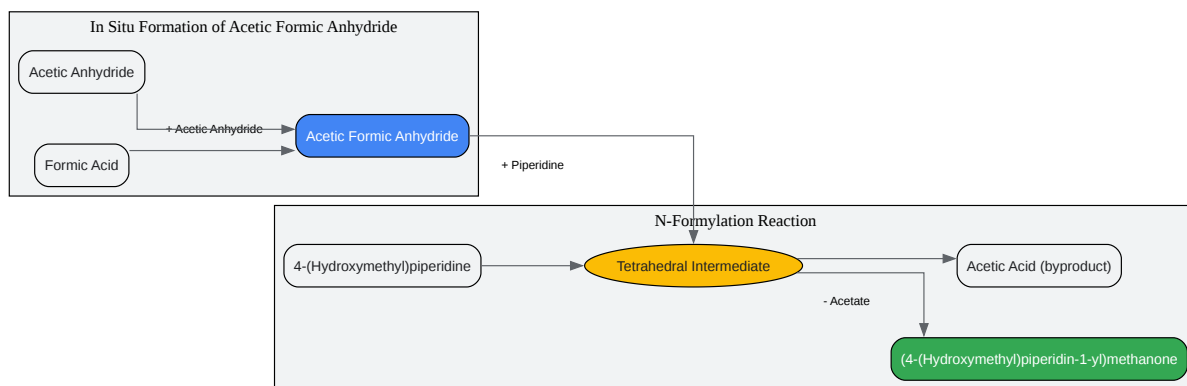 In Situ Formation of Acetic Formic Anhydride
Acetic Anhydride
+ Acetic Anhydride
Acetic Formic Anhydride
Formic Acid
+ Piperidine
N-Formylation Reaction
4-(Hydroxymethyl)piperidine
Tetrahedral Intermediate
Acetic Acid (byproduct)
- Acetate
(4-(Hydroxymethyl)piperidin-1-yl)methanone